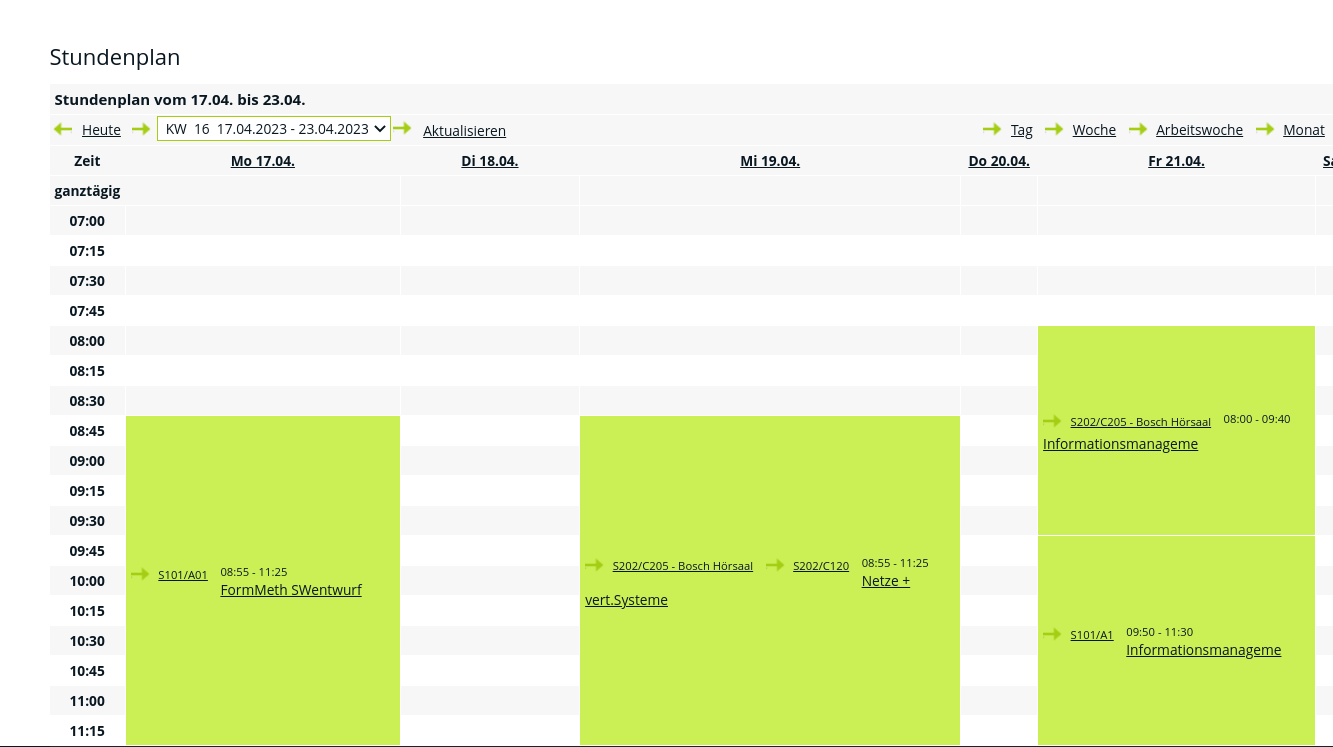 Stundenplan
Stundenplan vom 17.04. bis 23.04.
Heute KW 16 17.04.2023 - 23.04.2023 Aktualisieren Tag Woche Arbeitswoche Monat
Zeit Mo 17.04. Di 18.04. Mi 19.04. Do 20.04. Fr 21.04. Sa
ganztägig
07:00
07:15
07:30
07:45
08:00
08:15
08:30
08:45
09:00
09:15
09:30
09:45
10:00
10:15
10:30
10:45
11:00
11:15
S101/A01 08:55 - 11:25
FormMeth SWentwurf
S202/C205 - Bosch Hörsaal S202/C120 08:55 - 11:25
Netze +
vert.Systeme
S202/C205 - Bosch Hörsaal 08:00 - 09:40
Informationsmanageme
S101/A1 09:50 - 11:30
Informationsmanageme